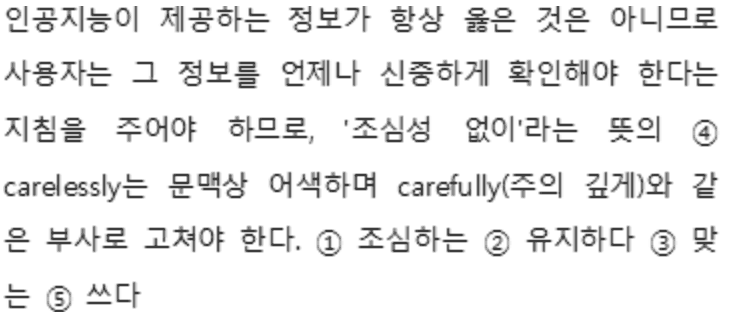 인공지능이 제공하는 정보가 항상 옳은 것은 아니므로
사용자는 그 정보를 언제나 신중하게 확인해야 한다는
지침을 주어야 하므로, '조심성 없이'라는 뜻의 ④
carelessly는 문맥상 어색하며 carefully(주의 깊게)와 같
은 부사로 고쳐야 한다. ① 조심하는 ② 유지하다 ③ 맞
는 ⑤ 쓰다